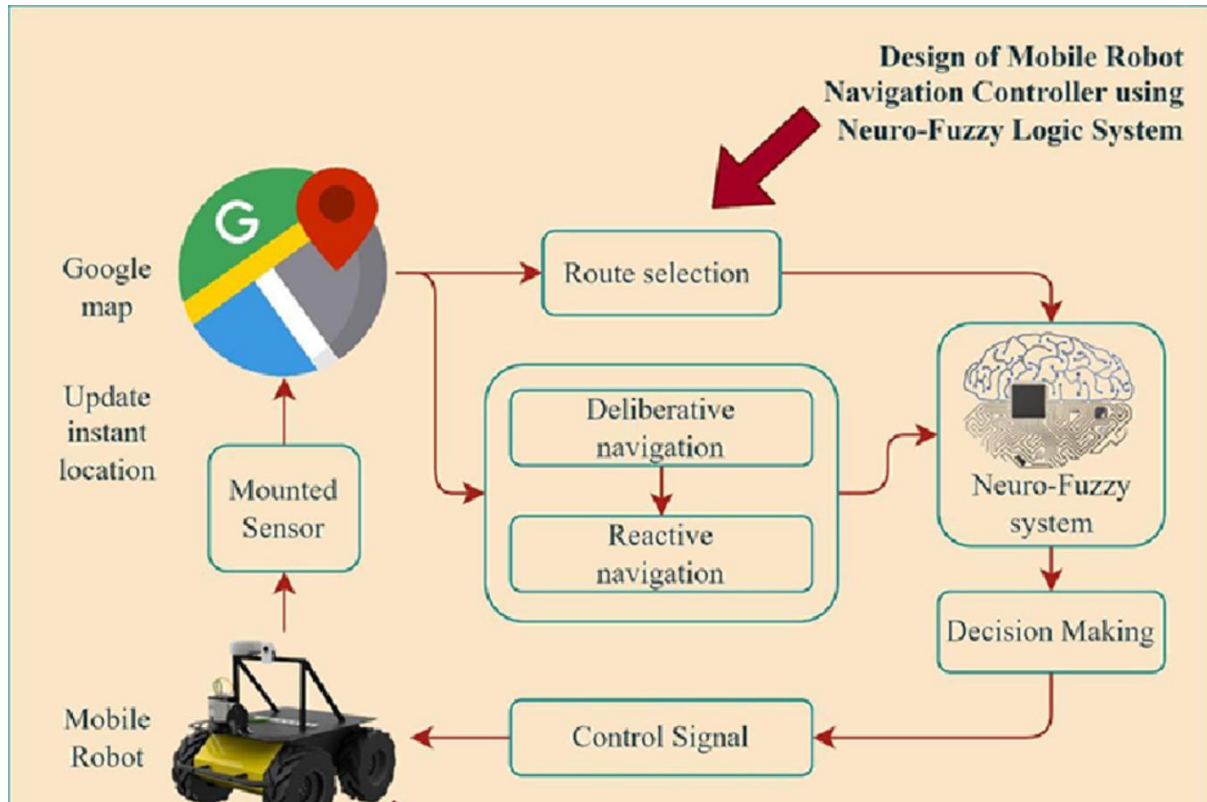 Design of Mobile Robot
Navigation Controller using
Neuro-Fuzzy Logic System
G
Google
map
Route selection
Update
instant
location
Mounted
Sensor
Deliberative
navigation
Reactive
navigation
Neuro-Fuzzy
system
Decision Making
Control Signal
Mobile
Robot